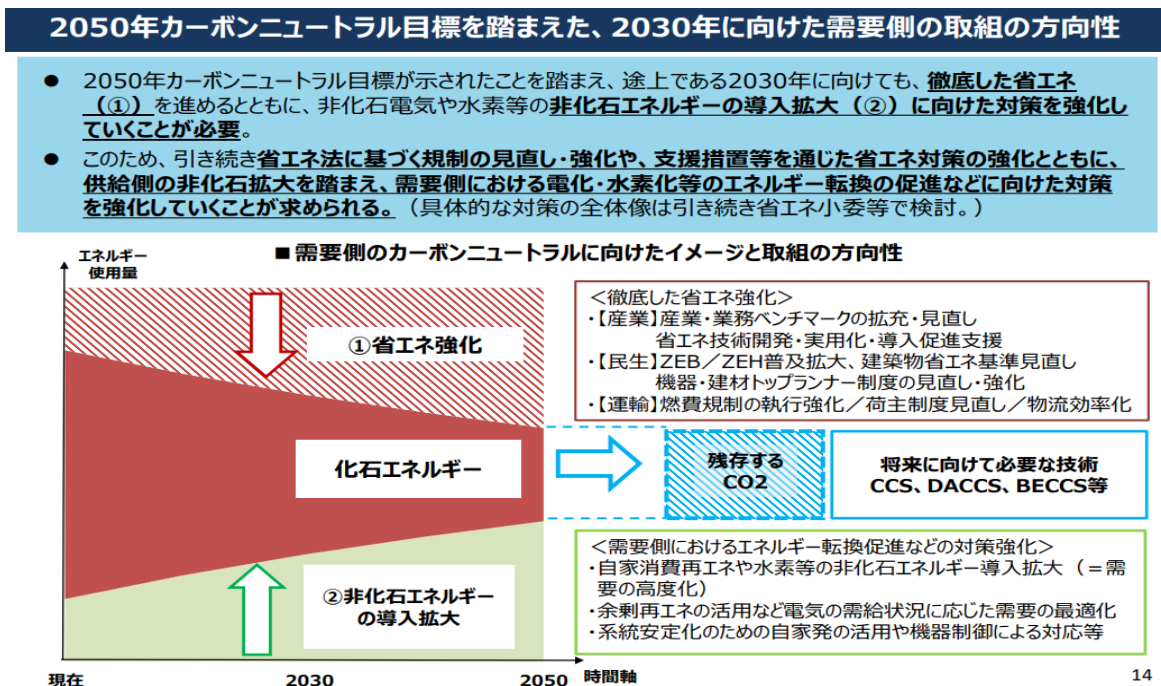 2050年カーボンニュートラル目標を踏まえた、2030年に向けた需要側の取組の方向性
● 2050年カーボンニュートラル目標が示されたことを踏まえ、途上である2030年に向けても、徹底した省エネ
（①）を進めるとともに、非化石電気や水素等の非化石エネルギーの導入拡大（②）に向けた対策を強化し
ていくことが必要。
● このため、引き続き省エネ法に基づく規制の見直し・強化や、支援措置等を通じた省エネ対策の強化とともに、
供給側の非化石拡大を踏まえ、需要側における電化・水素化等のエネルギー転換の促進などに向けた対策
を強化していくことが求められる。（具体的な対策の全体像は引き続き省エネ小委等で検討。）
■需要側のカーボンニュートラルに向けたイメージと取組の方向性
エネルギー
使用量
①省エネ強化
化石エネルギー
②非化石エネルギー
の導入拡大
現在
2030
2050
時間軸
＜徹底した省エネ強化＞
・【産業】産業・業務ベンチマークの拡充・見直し
省エネ技術開発・実用化・導入促進支援
・【民生】ZEB／ZEH普及拡大、建築物省エネ基準見直し
機器・建材トップランナー制度の見直し・強化
・【運輸】燃費規制の執行強化／荷主制度見直し／物流効率化
残存する
CO2
将来に向けて必要な技術
CCS、DACCS、BECCS等
＜需要側におけるエネルギー転換促進などの対策強化＞
・自家消費再エネや水素等の非化石エネルギー導入拡大（＝需
要の高度化）
・余剰再エネの活用など電気の需給状況に応じた需要の最適化
・系統安定化のための自家発の活用や機器制御による対応等
14